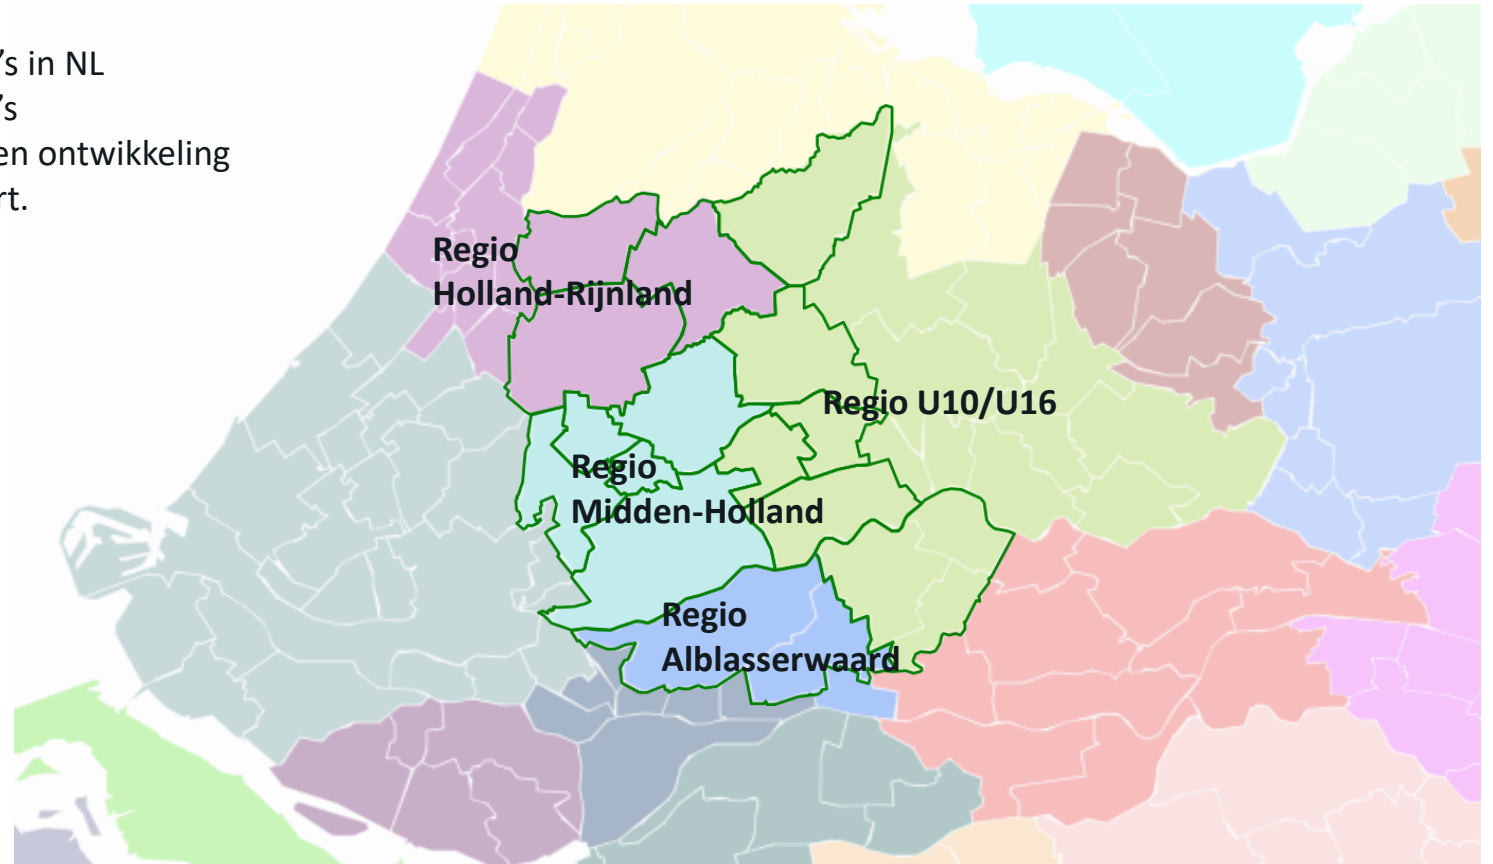 ’s in NL
’s
en ontwikkeling
rt.
Regio
Holland-Rijnland
Regio U10/U16
Regio
Midden-Holland
Regio
Alblasserwaard